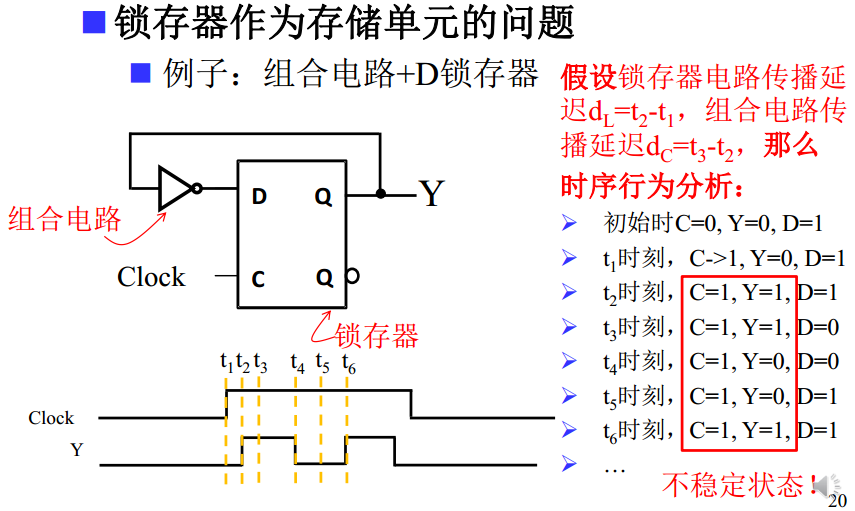 锁存器作为存储单元的问题
例子：组合电路+D锁存器
假设锁存器电路传播延
迟dL=t2-t1，组合电路传
播延迟dC=t3-t2，那么
时序行为分析：
初始时C=0, Y=0, D=1
t1时刻，C->1, Y=0, D=1
t2时刻，C=1, Y=1, D=1
t3时刻，C=1, Y=1, D=0
t4时刻，C=1, Y=0, D=0
t5时刻，C=1, Y=0, D=1
t6时刻，C=1, Y=1, D=1
…
不稳定状态！
D Q Y
组合电路
Clock C Q
锁存器
t1 t2 t3 t4 t5 t6
Clock
Y
20